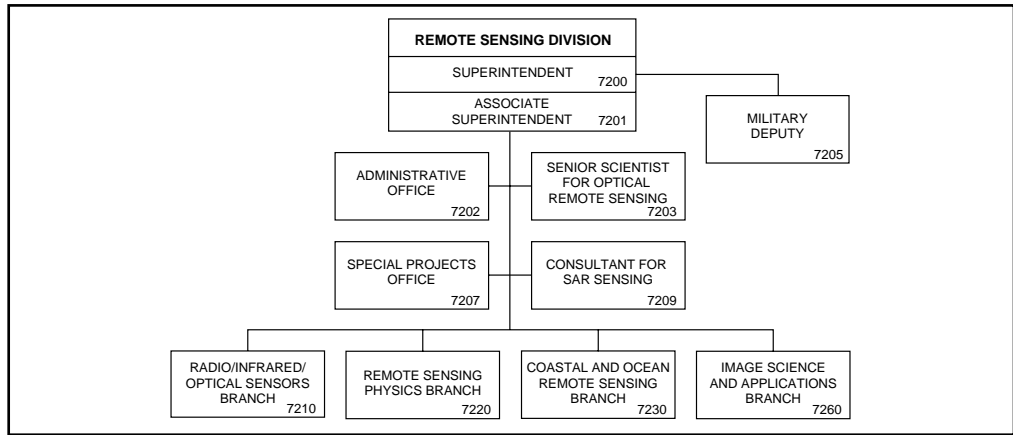 REMOTE SENSING DIVISION
SUPERINTENDENT
7200
ASSOCIATE
SUPERINTENDENT
7201
MILITARY
DEPUTY
7205
ADMINISTRATIVE
OFFICE
7202
SENIOR SCIENTIST
FOR OPTICAL
REMOTE SENSING
7203
SPECIAL PROJECTS
OFFICE
7207
CONSULTANT FOR
SAR SENSING
7209
RADIO/INFRARED/
OPTICAL SENSORS
BRANCH
7210
REMOTE SENSING
PHYSICS BRANCH
7220
COASTAL AND OCEAN
REMOTE SENSING
BRANCH
7230
IMAGE SCIENCE
AND APPLICATIONS
BRANCH
7260